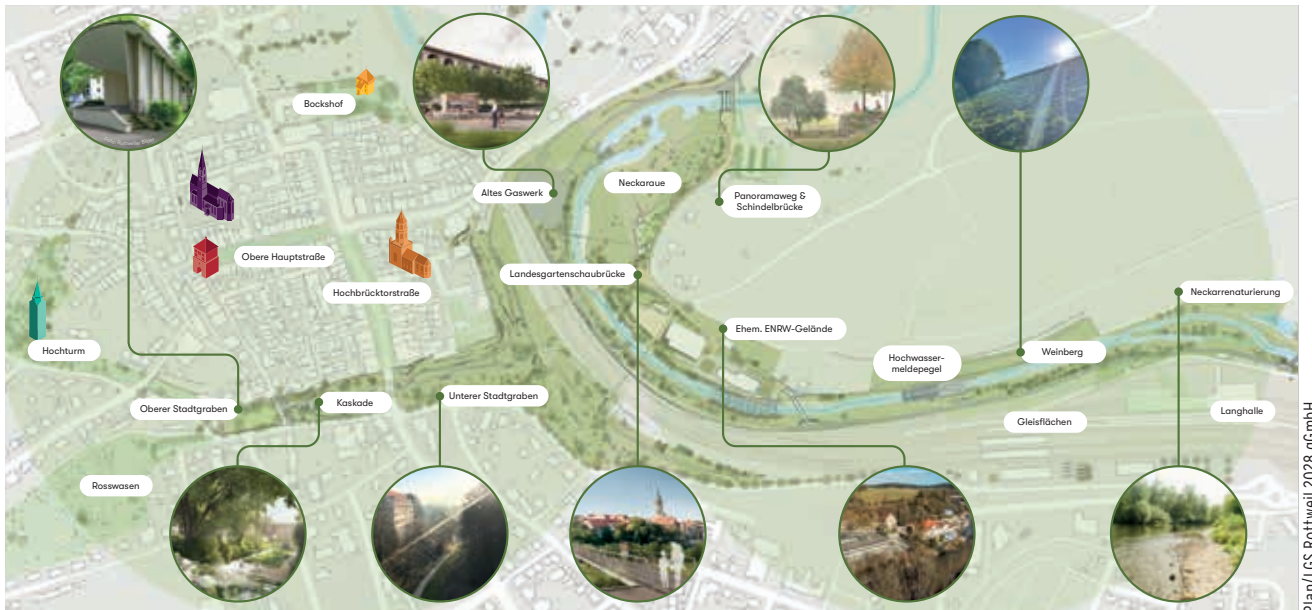 Bockshof
Altes Gaswerk
Neckaraue
Panoramaweg &
Schindelbrücke
Obere Hauptstraße
Hochbrücktorstraße
Landesgartenschaubrücke
Neckarrenaturierung
Hochturm
Ehem. ENRW-Gelände
Hochwasser-
meldepegel
Weinberg
Oberer Stadtgraben
Kaskade
Unterer Stadtgraben
Gleisflächen
Langhalle
Rosswasen
LGS Rottweil 2028 gGmbH